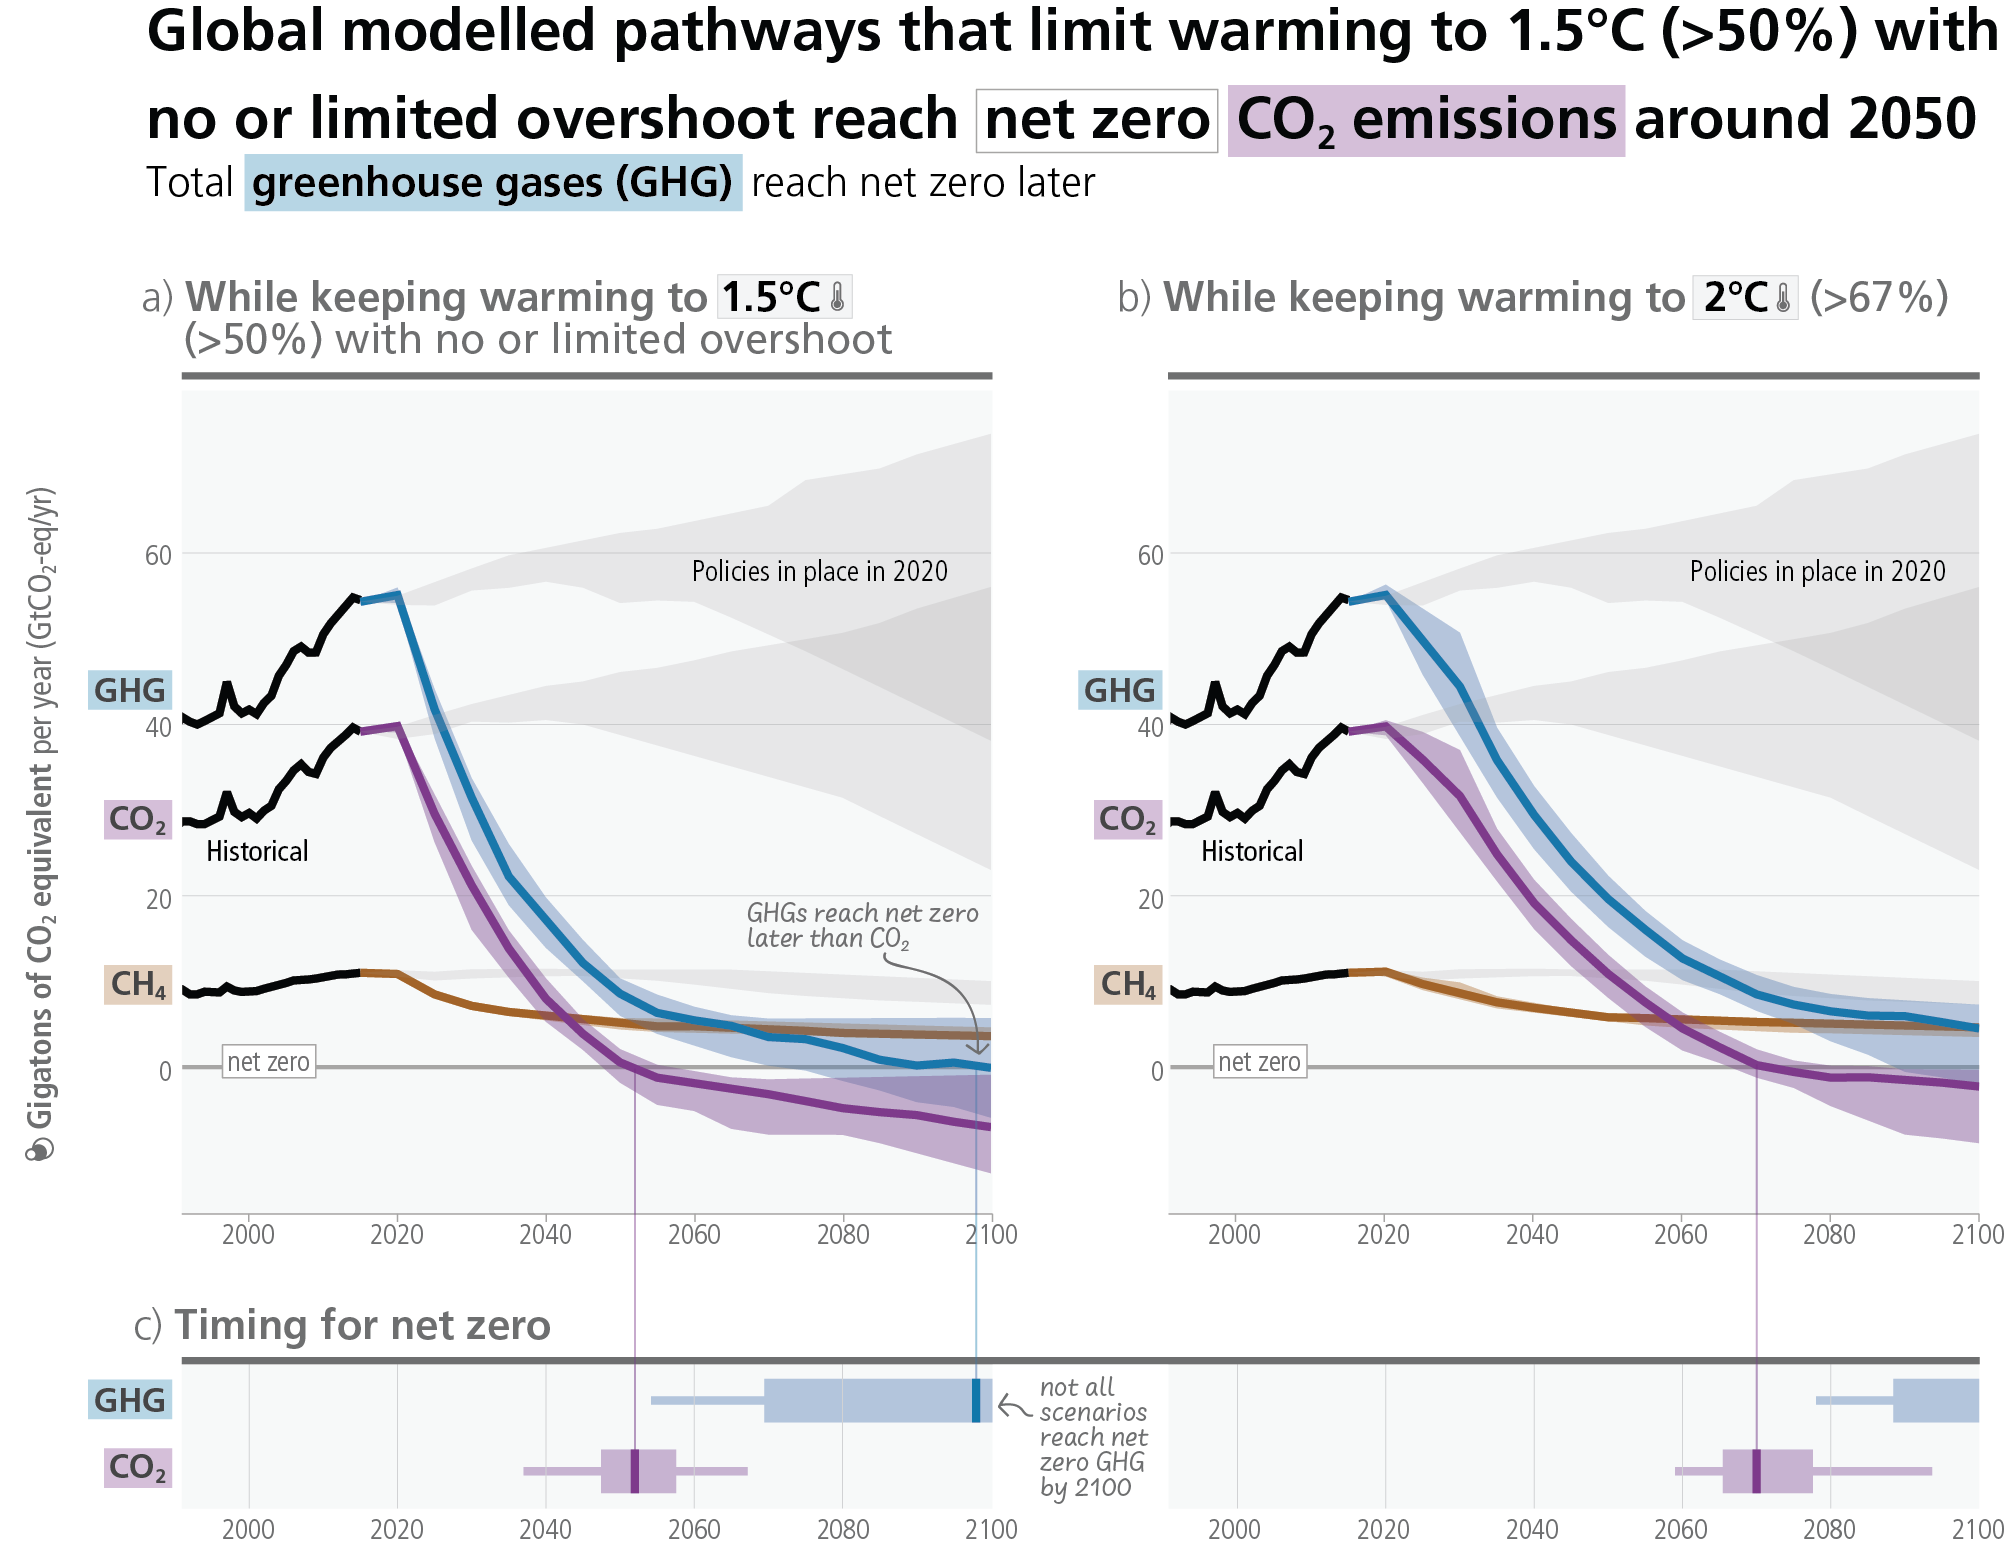 Global modelled pathways that limit warming to 1.5°C (>50%) with
no or limited overshoot reach net zero CO₂ emissions around 2050
Total greenhouse gases (GHG) reach net zero later
a) While keeping warming to 1.5°C
(>50%) with no or limited overshoot
b) While keeping warming to 2°C (>67%)
Gigatons of CO₂ equivalent per year (GtCO₂-eq/yr)
60
Policies in place in 2020
GHG
40
CO₂
Historical
20
GHGs reach net zero
later than CO₂
CH₄
net zero
0
2000 2020 2040 2060 2080 2100
60
Policies in place in 2020
GHG
40
CO₂
Historical
20
CH₄
net zero
0
2000 2020 2040 2060 2080 2100
c) Timing for net zero
GHG
CO₂
not all
scenarios
reach net
zero GHG
by 2100
2000 2020 2040 2060 2080 2100
2000 2020 2040 2060 2080 2100